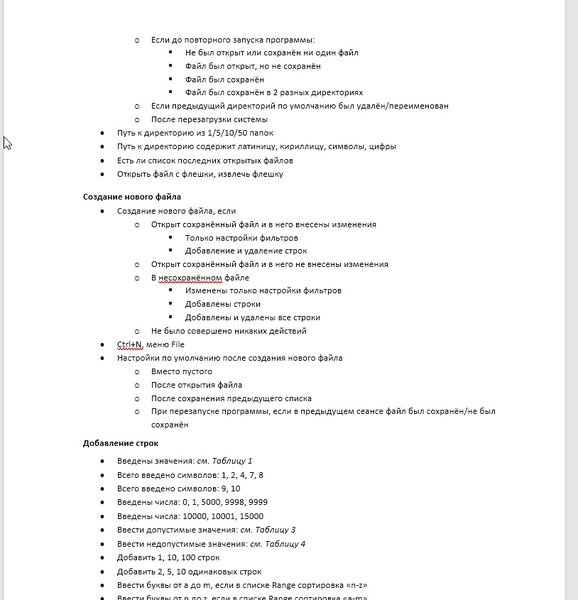 o Если до повторного запуска программы:
▪ Не был открыт или сохранён ни один файл
▪ Файл был открыт, но не сохранён
▪ Файл был сохранён
▪ Файл был сохранён в 2 разных директориях
o Если предыдущий директорий по умолчанию был удалён/переименован
o После перезагрузки системы
• Путь к директорию из 1/5/10/50 папок
• Путь к директорию содержит латиницу, кириллицу, символы, цифры
• Есть ли список последних открытых файлов
• Открыть файл с флешки, извлечь флешку
Создание нового файла
• Создание нового файла, если
o Открыт сохранённый файл и в него внесены изменения
▪ Только настройки фильтров
▪ Добавление и удаление строк
o Открыт сохранённый файл и в него не внесены изменения
o В несохранённом файле
▪ Изменены только настройки фильтров
▪ Добавлены строки
▪ Добавлены и удалены все строки
o Не было совершено никаких действий
• Ctrl+N, меню File
• Настройки по умолчанию после создания нового файла
o Вместо пустого
o После открытия файла
o После сохранения предыдущего списка
o При перезапуске программы, если в предыдущем сеансе файл был сохранён/не был
сохранён
Добавление строк
• Введены значения: см. Таблицу 1
• Всего введено символов: 1, 2, 4, 7, 8
• Всего введено символов: 9, 10
• Введены числа: 0, 1, 5000, 9998, 9999
• Введены числа: 10000, 10001, 15000
• Ввести допустимые значения: см. Таблицу 3
• Ввести недопустимые значения: см. Таблицу 4
• Добавить 1, 10, 100 строк
• Добавить 2, 5, 10 одинаковых строк
• Ввести буквы от a до m, если в списке Range сортировка «n-z»
• Ввести буквы от n до z, если в списке Range сортировка «a-m»